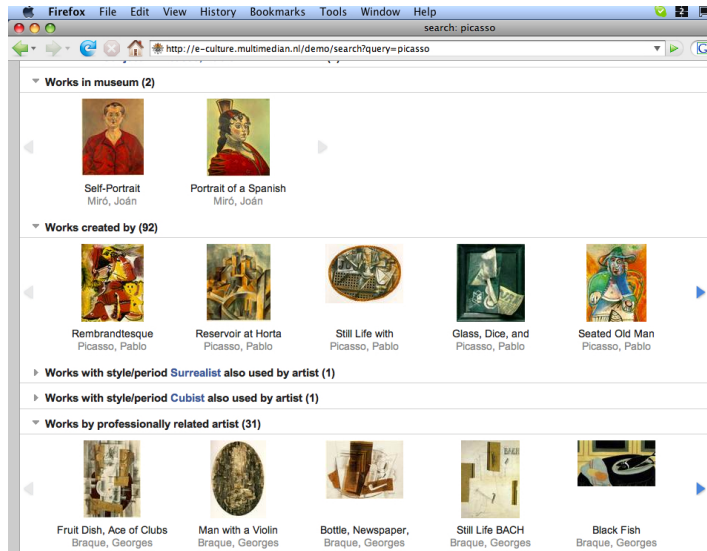 Firefox File Edit View History Bookmarks Tools Window Help
search: picasso
http://e-culture.multimedian.nl/demo/search?query=picasso
Works in museum (2)
Self-Portrait Portrait of a Spanish
Miró, Joán Miró, Joán
Works created by (92)
Rembrandtesque Reservoir at Horta Still Life with Glass, Dice, and Seated Old Man
Picasso, Pablo Picasso, Pablo Picasso, Pablo Picasso, Pablo Picasso, Pablo
Works with style/period Surrealist also used by artist (1)
Works with style/period Cubist also used by artist (1)
Works by professionally related artist (31)
BACH
Fruit Dish, Ace of Clubs Man with a Violin Bottle, Newspaper, Still Life BACH Black Fish
Braque, Georges Braque, Georges Braque, Georges Braque, Georges Braque, Georges